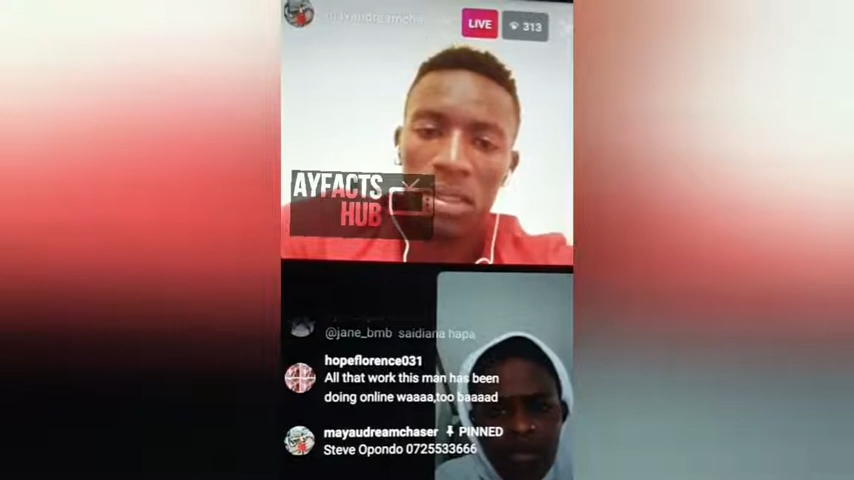 mayaudreamcha
LIVE
313
AYFACTS
HUB
@jane_bmb saidiana hapa
hopeflorence031
All that work this man has been
doing online waaaa,too baaaad
mayaudreamchaser PINNED
Steve Opondo 0725533666